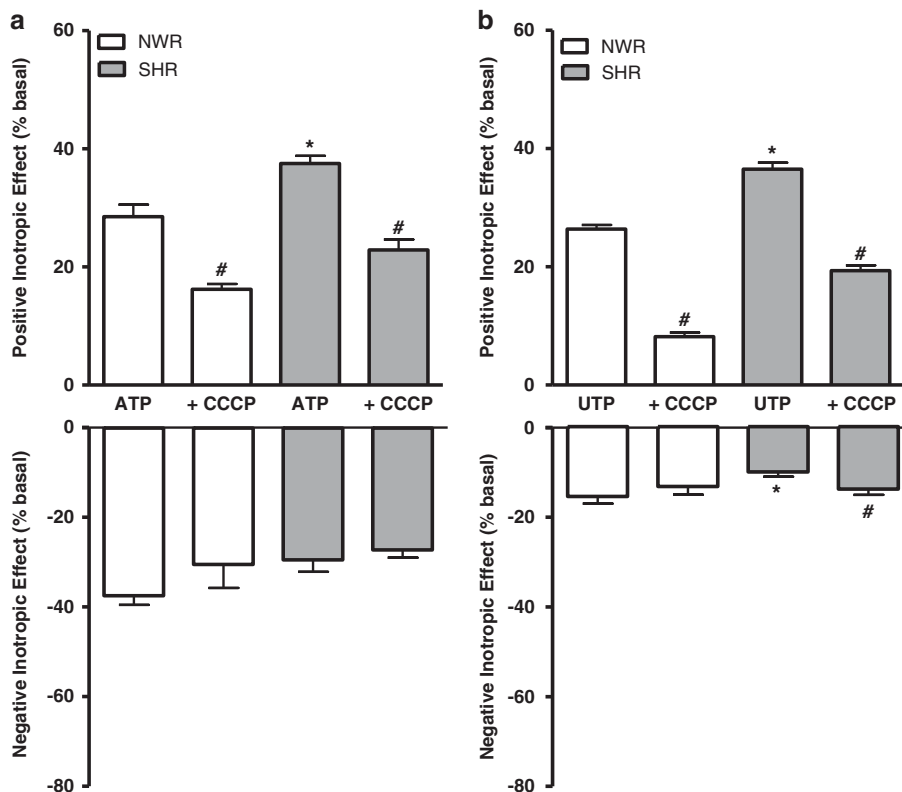 a
Positive Inotropic Effect (% basal)
60
40
20
0
NWR
SHR
#
*
#
ATP
+ CCCP
ATP
+ CCCP
Negative Inotropic Effect (% basal)
0
-20
-40
-60
-80
b
Positive Inotropic Effect (% basal)
60
40
20
0
NWR
SHR
#
*
#
UTP
+ CCCP
UTP
+ CCCP
Negative Inotropic Effect (% basal)
0
-20
-40
-60
-80
*
#